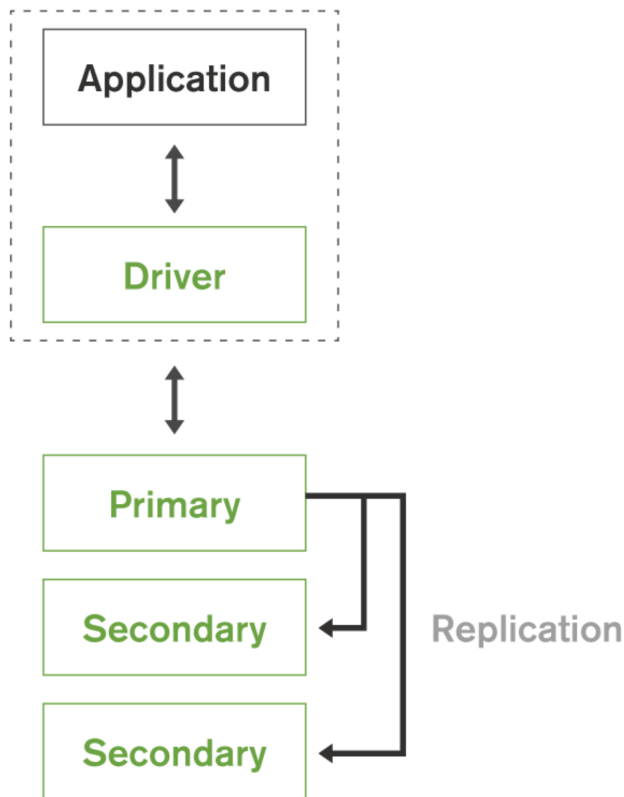 Application
Driver
Primary
Secondary
Replication
Secondary